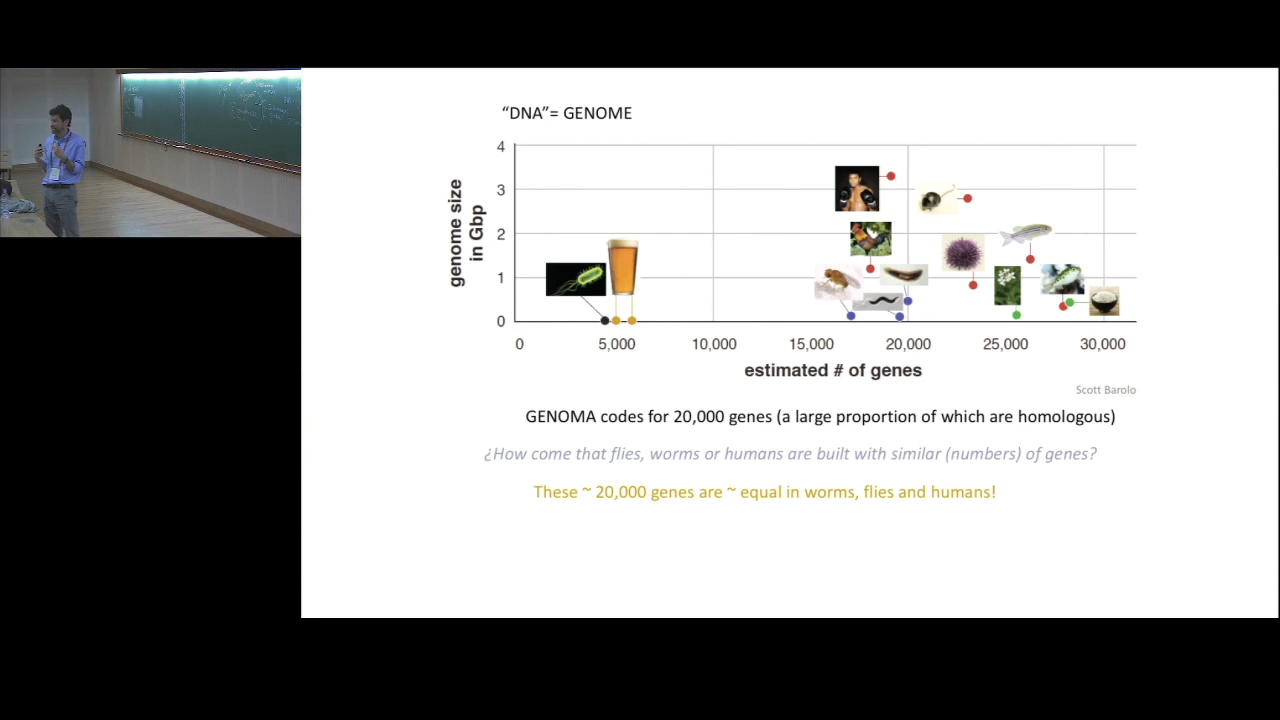 “DNA”= GENOME
4
3
2
1
0
genome size
in Gbp
0 5,000 10,000 15,000 20,000 25,000 30,000
estimated # of genes
Scott Barolo
GENOMA codes for 20,000 genes (a large proportion of which are homologous)
¿How come that flies, worms or humans are built with similar (numbers) of genes?
These ~ 20,000 genes are ~ equal in worms, flies and humans!